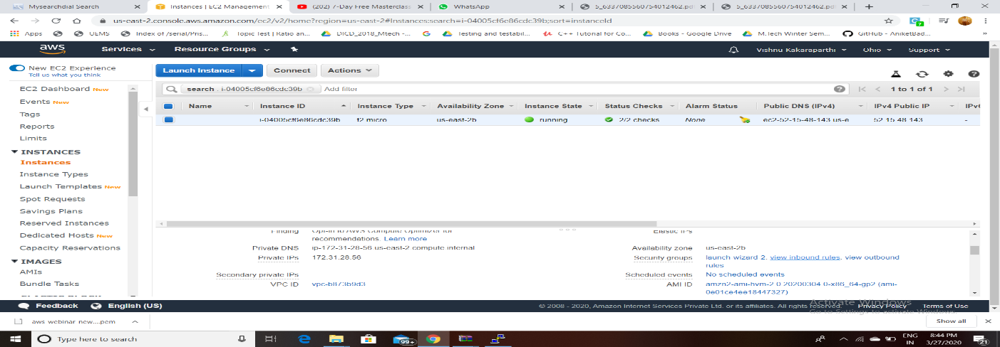 Mysearchdial Search
Instances | EC2 Management
(202) 7-Day Free Masterclass
WhatsApp
5_6337085560754012462.pdf
5_6337085560754012462.pdf
us-east-2.console.aws.amazon.com/ec2/v2/home?region=us-east-2#Instances:search=i-04005cf6e86cdc39b;sort=instanceId
7
Apps
UEMS
Index of /serial/Pris...
Topic Test | Ratio an...
DICD_2018_Mtech -...
Testing and testabil...
C++ Tutorial for Co...
Books - Google Drive
M.Tech Winter Sem...
GitHub - AniketBad...
»
aws
Services
Resource Groups
Vishnu Kakaraparthi
Ohio
Support
New EC2 Experience
Tell us what you think
EC2 Dashboard New
Events New
Tags
Reports
Limits
INSTANCES
Instances
Instance Types
Launch Templates New
Spot Requests
Savings Plans
Reserved Instances
Dedicated Hosts New
Capacity Reservations
IMAGES
AMIs
Bundle Tasks
Launch Instance
Connect
Actions
search : i-04005cf6e86cdc39b
Add filter
1 to 1 of 1
Name Instance ID Instance Type Availability Zone Instance State Status Checks Alarm Status Public DNS (IPv4) IPv4 Public IP IPv6
i-04005cf6e86cdc39b t2.micro us-east-2b running 2/2 checks None ec2-52-15-48-143.us-e 52.15.48.143 -
Finding Opt-in to AWS Compute Optimizer for
recommendations. Learn more
Private DNS ip-172-31-28-56.us-east-2.compute.internal
Private IPs 172.31.28.56
Secondary private IPs
VPC ID vpc-b873b9d3
Elastic IPs
Availability zone us-east-2b
Security groups launch-wizard-2. view inbound rules. view outbound
rules
Scheduled events No scheduled events
AMI ID amzn2-ami-hvm-2.0.20200304.0-x86_64-gp2 (ami-
0e01ce4ee18447327)
Feedback
English (US)
© 2008 - 2020, Amazon Internet Services Private Ltd. or its affiliates. All rights reserved.
Privacy Policy
Terms of Use
Activate Windows
Go to Settings to activate Windows.
aws-webinar-new....pem
Show all
Type here to search
99+
ENG
IN
8:44 PM
3/27/2020
21